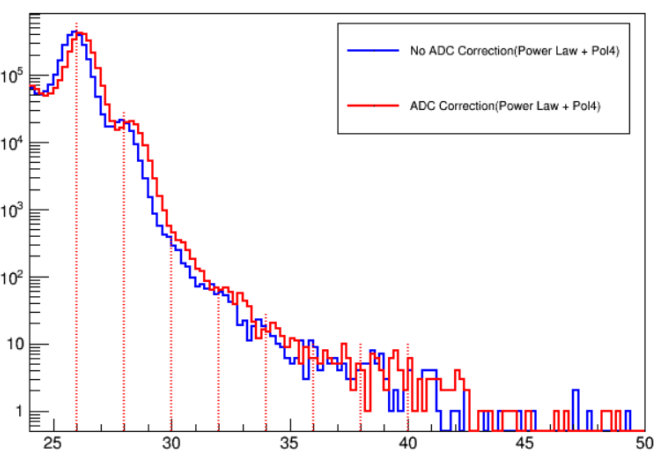 No ADC Correction(Power Law + Pol4)
ADC Correction(Power Law + Pol4)
10^5
10^4
10^3
10^2
10
1
25 30 35 40 45 50